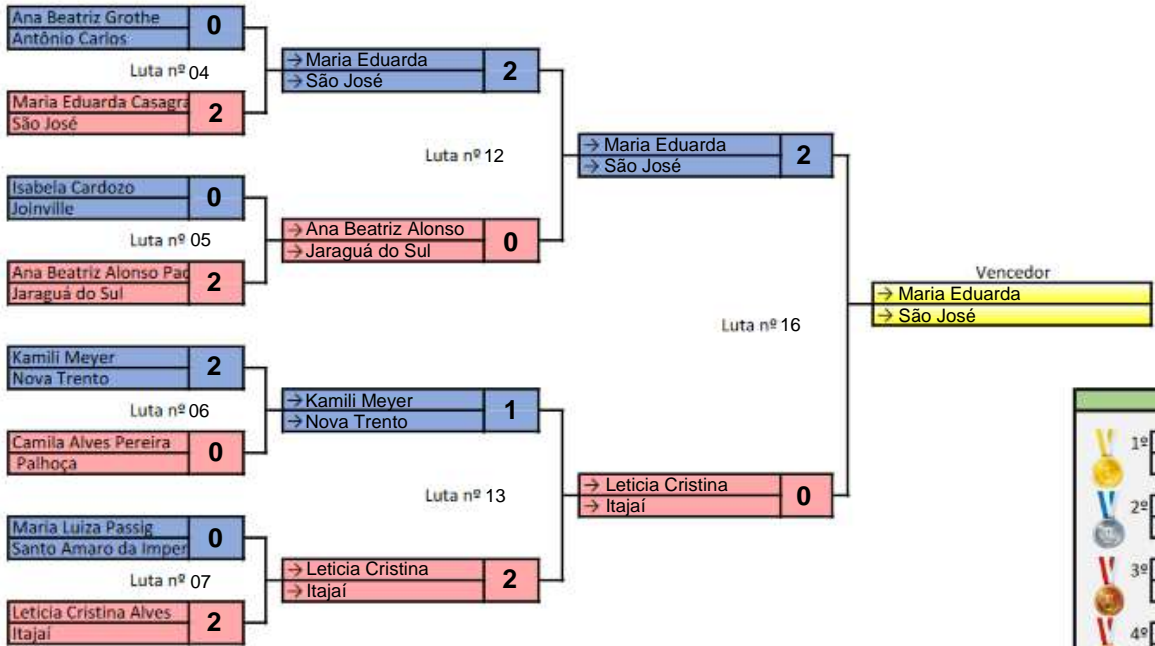 Ana Beatriz Grothe
Antônio Carlos
0
Luta nº 04
Maria Eduarda Casagra
São José
2
→ Maria Eduarda
→ São José
2
Luta nº 12
Isabela Cardozo
Joinville
0
Luta nº 05
Ana Beatriz Alonso Pac
Jaraguá do Sul
2
→ Ana Beatriz Alonso
→ Jaraguá do Sul
0
→ Maria Eduarda
→ São José
2
Luta nº 16
Vencedor
→ Maria Eduarda
→ São José
Kamili Meyer
Nova Trento
2
Luta nº 06
Camila Alves Pereira
Palhoça
0
→ Kamili Meyer
→ Nova Trento
1
Luta nº 13
Maria Luiza Passig
Santo Amaro da Imper
0
Luta nº 07
Leticia Cristina Alves
Itajaí
2
→ Leticia Cristina
→ Itajaí
2
→ Leticia Cristina
→ Itajaí
0
1º
2º
3º
4º